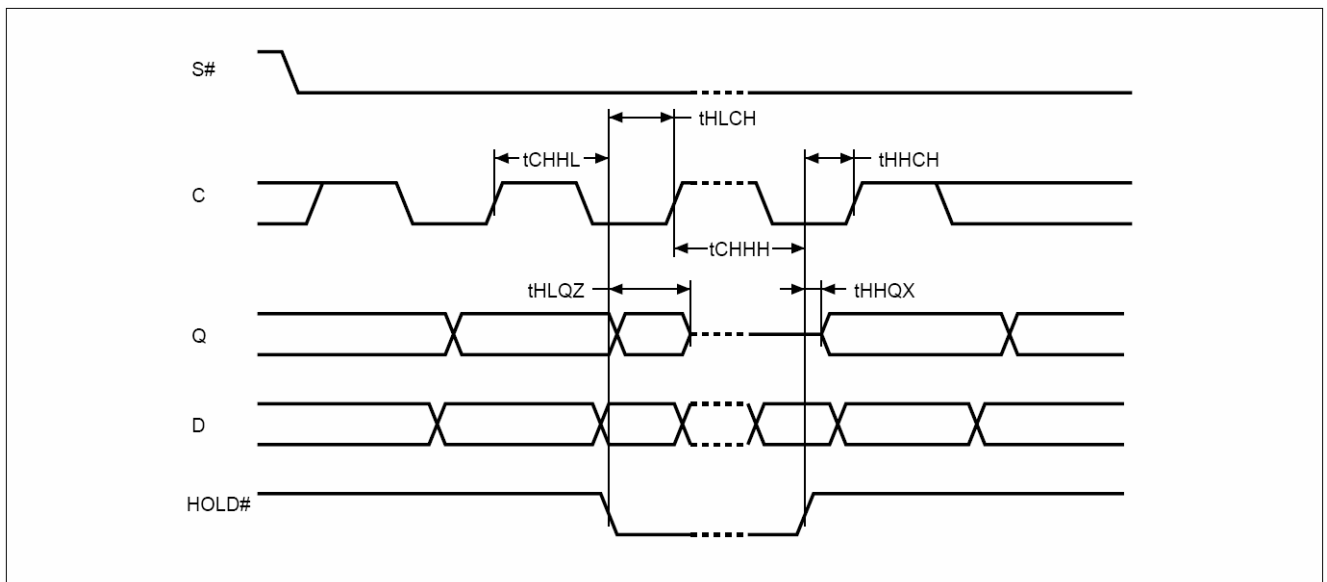 S#
tHLCH
tCHHL
tHHCH
C
tCHHH
tHLQZ
tHHQX
Q
D
HOLD#